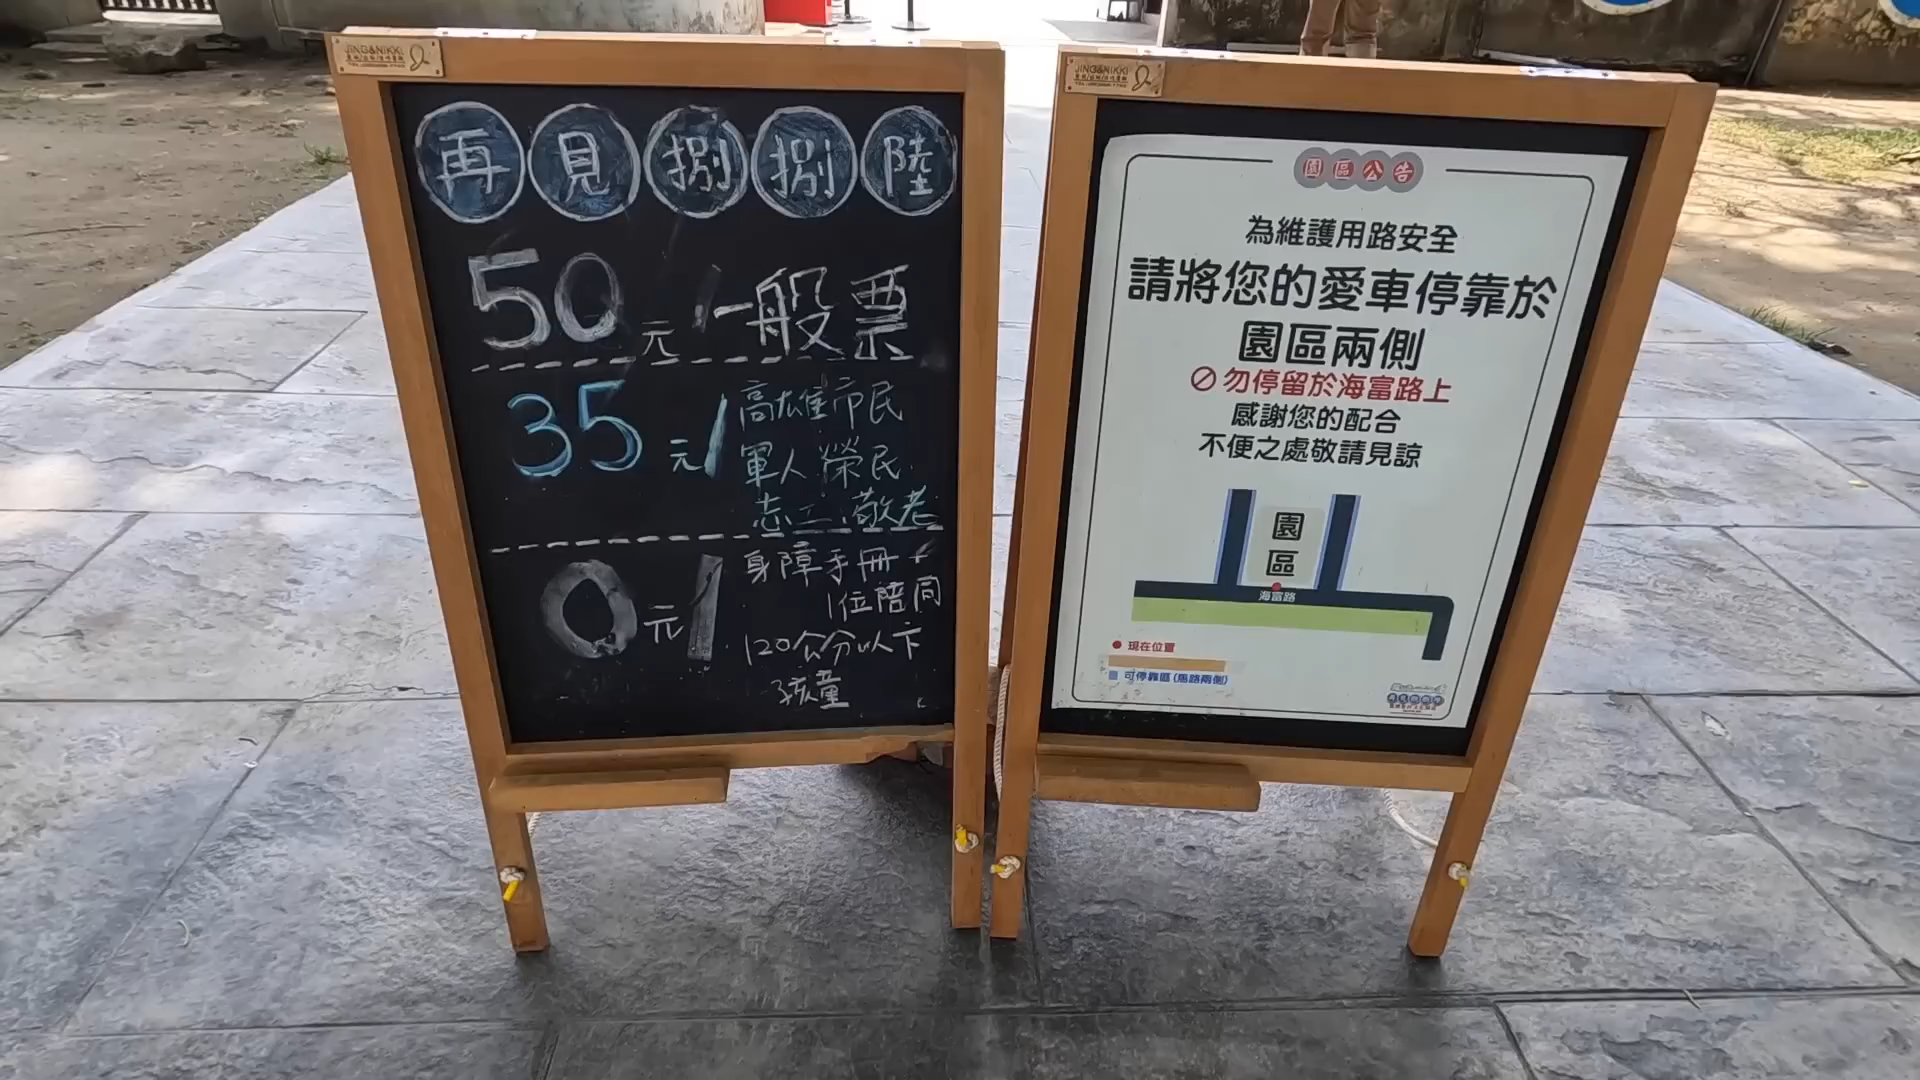 JING&NIKKI
再見捌捌陸
50元/一般票
35元/高雄市民
軍人 榮民
志工.敬老
0元/身障手冊+
1位陪同
120公分以下
孩童
JING&NIKKI
園區公告
為維護用路安全
請將您的愛車停靠於
園區兩側
勿停留於海富路上
感謝您的配合
不便之處敬請見諒
園區
海富路
現在位置
可停靠區(馬路兩側)